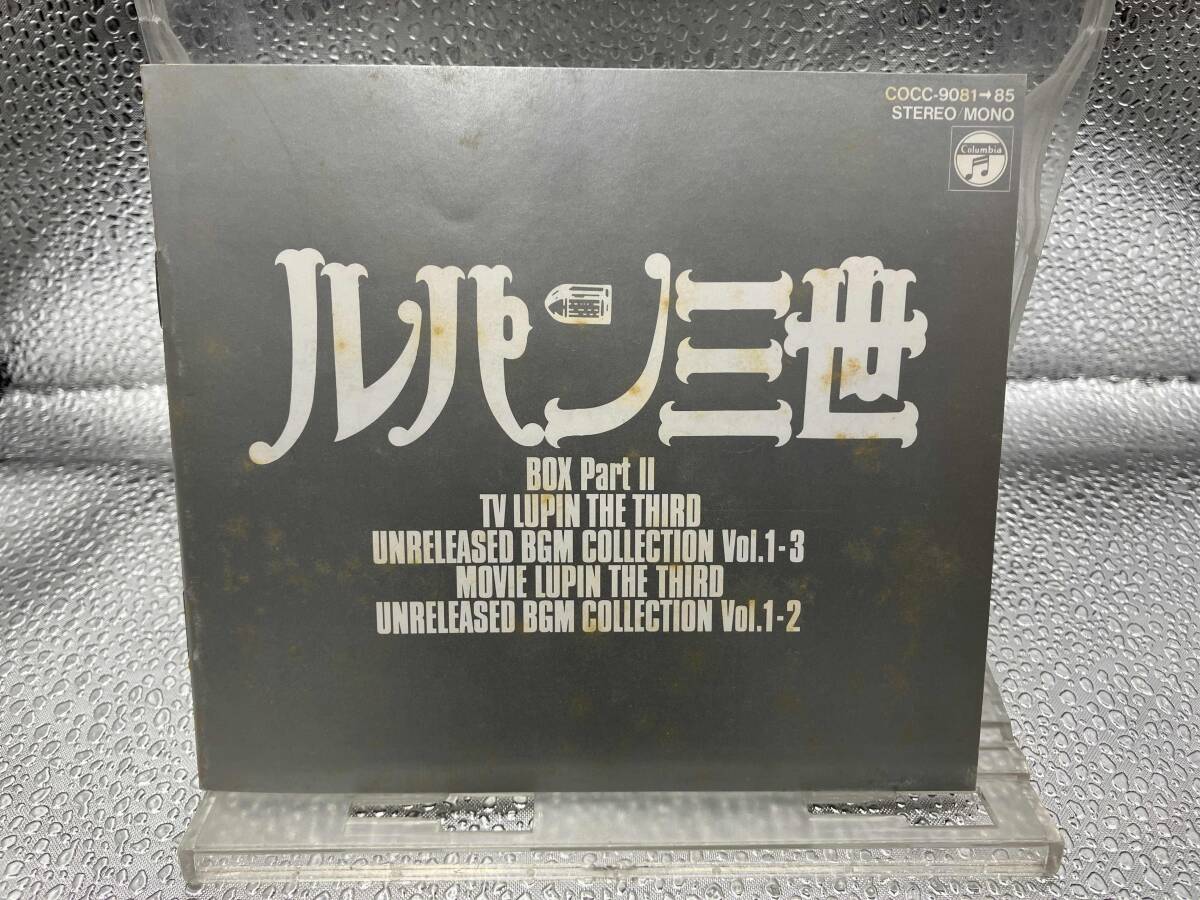 COCC-9081→85
STEREO/MONO
Columbia
ルパン三世
BOX Part II
TV LUPIN THE THIRD
UNRELEASED BGM COLLECTION Vol.1-3
MOVIE LUPIN THE THIRD
UNRELEASED BGM COLLECTION Vol.1-2